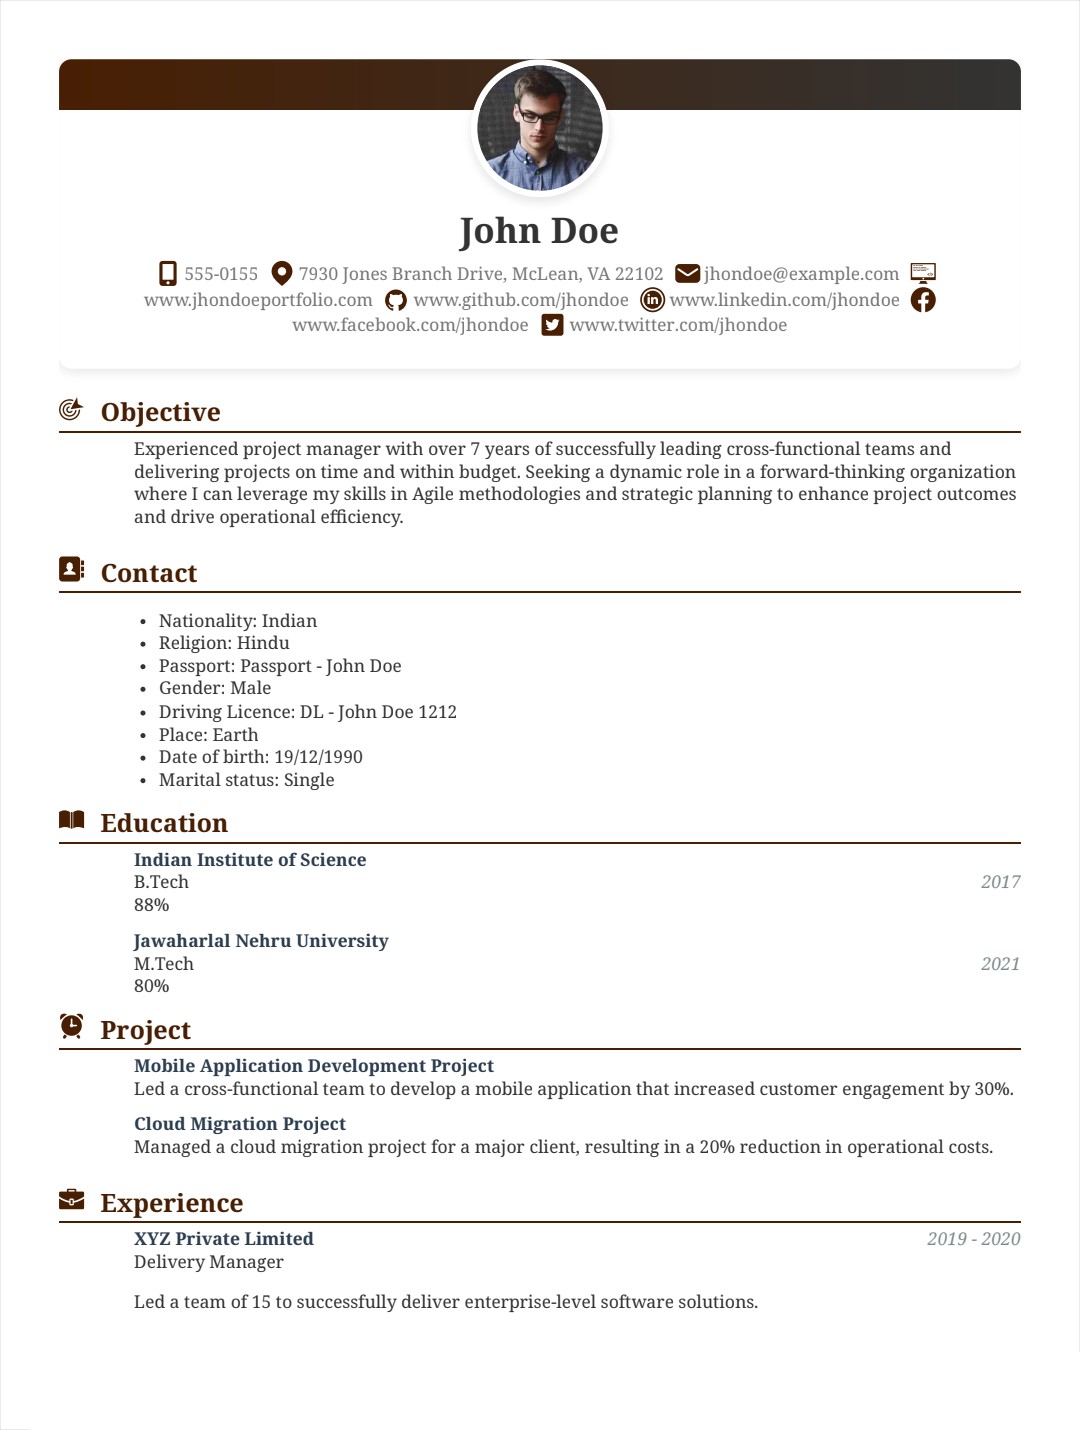 John Doe
555-0155 7930 Jones Branch Drive, McLean, VA 22102 jhondoe@example.com
www.jhondoeportfolio.com www.github.com/jhondoe www.linkedin.com/jhondoe
www.facebook.com/jhondoe www.twitter.com/jhondoe
Objective
Experienced project manager with over 7 years of successfully leading cross-functional teams and
delivering projects on time and within budget. Seeking a dynamic role in a forward-thinking organization
where I can leverage my skills in Agile methodologies and strategic planning to enhance project outcomes
and drive operational efficiency.
Contact
• Nationality: Indian
• Religion: Hindu
• Passport: Passport - John Doe
• Gender: Male
• Driving Licence: DL - John Doe 1212
• Place: Earth
• Date of birth: 19/12/1990
• Marital status: Single
Education
Indian Institute of Science
B.Tech 2017
88%
Jawaharlal Nehru University
M.Tech 2021
80%
Project
Mobile Application Development Project
Led a cross-functional team to develop a mobile application that increased customer engagement by 30%.
Cloud Migration Project
Managed a cloud migration project for a major client, resulting in a 20% reduction in operational costs.
Experience
XYZ Private Limited 2019 - 2020
Delivery Manager
Led a team of 15 to successfully deliver enterprise-level software solutions.